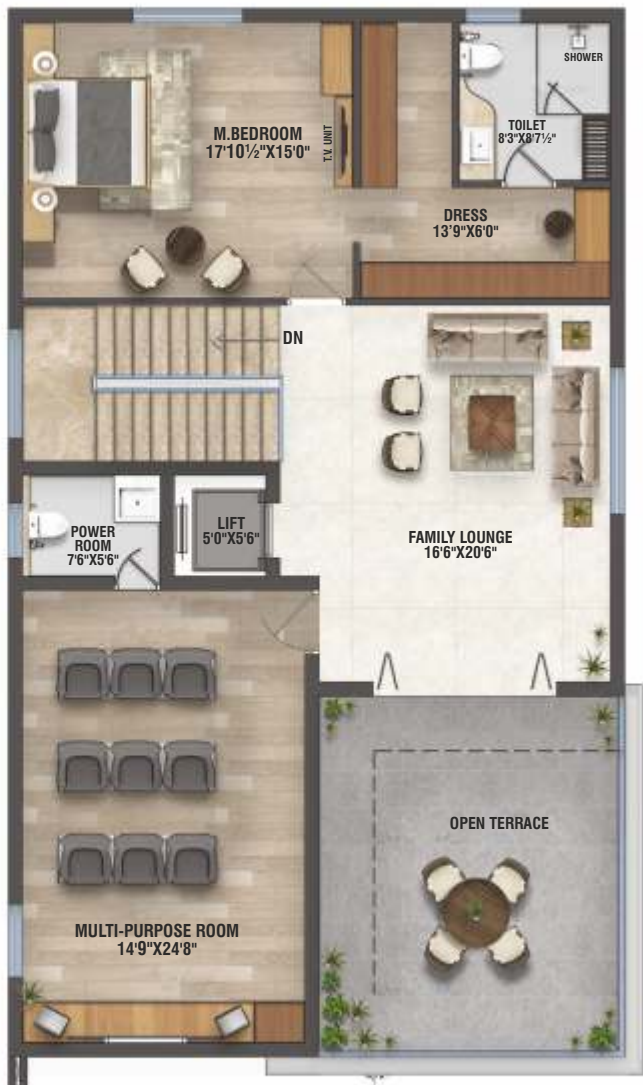 SHOWER
TOILET
8'3"X8'7½"
M.BEDROOM
17'10½"X15'0"
T.V. UNIT
DRESS
13'9"X6'0"
DN
LIFT
5'0"X5'6"
POWER
ROOM
7'6"X5'6"
FAMILY LOUNGE
16'6"X20'6"
OPEN TERRACE
MULTI-PURPOSE ROOM
14'9"X24'8"